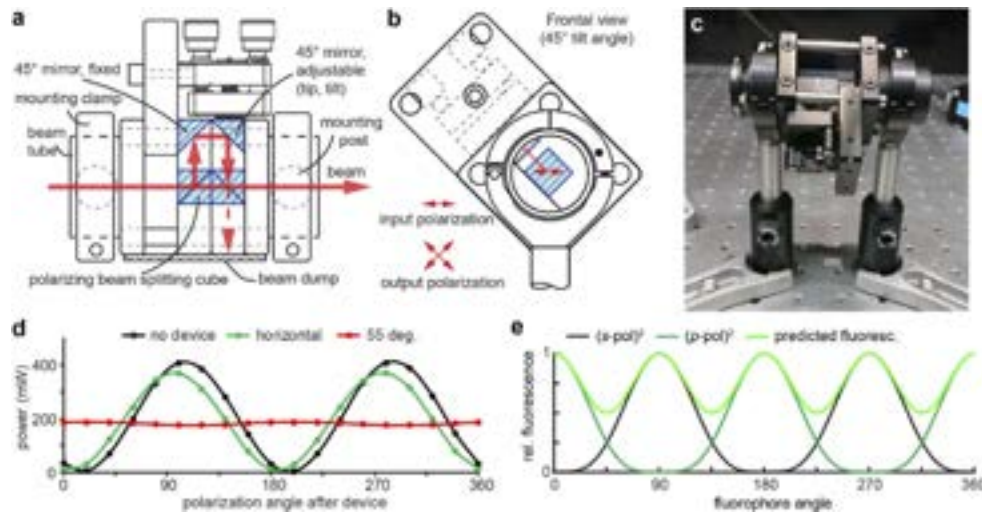 a
45° mirror, fixed
mounting clamp
beam
tube
45° mirror,
adjustable
(tip, tilt)
mounting
post
beam
polarizing beam splitting cube
beam dump
b
Frontal view
(45° tilt angle)
input polarization
output polarization
c
d
no device
horizontal
55 deg.
power (mW)
400
200
0
0
90
180
270
360
polarization angle after device
e
(s-pol)²
(p-pol)²
predicted fluoresc.
rel. fluorescence
1
0
0
90
180
270
360
fluorophore angle